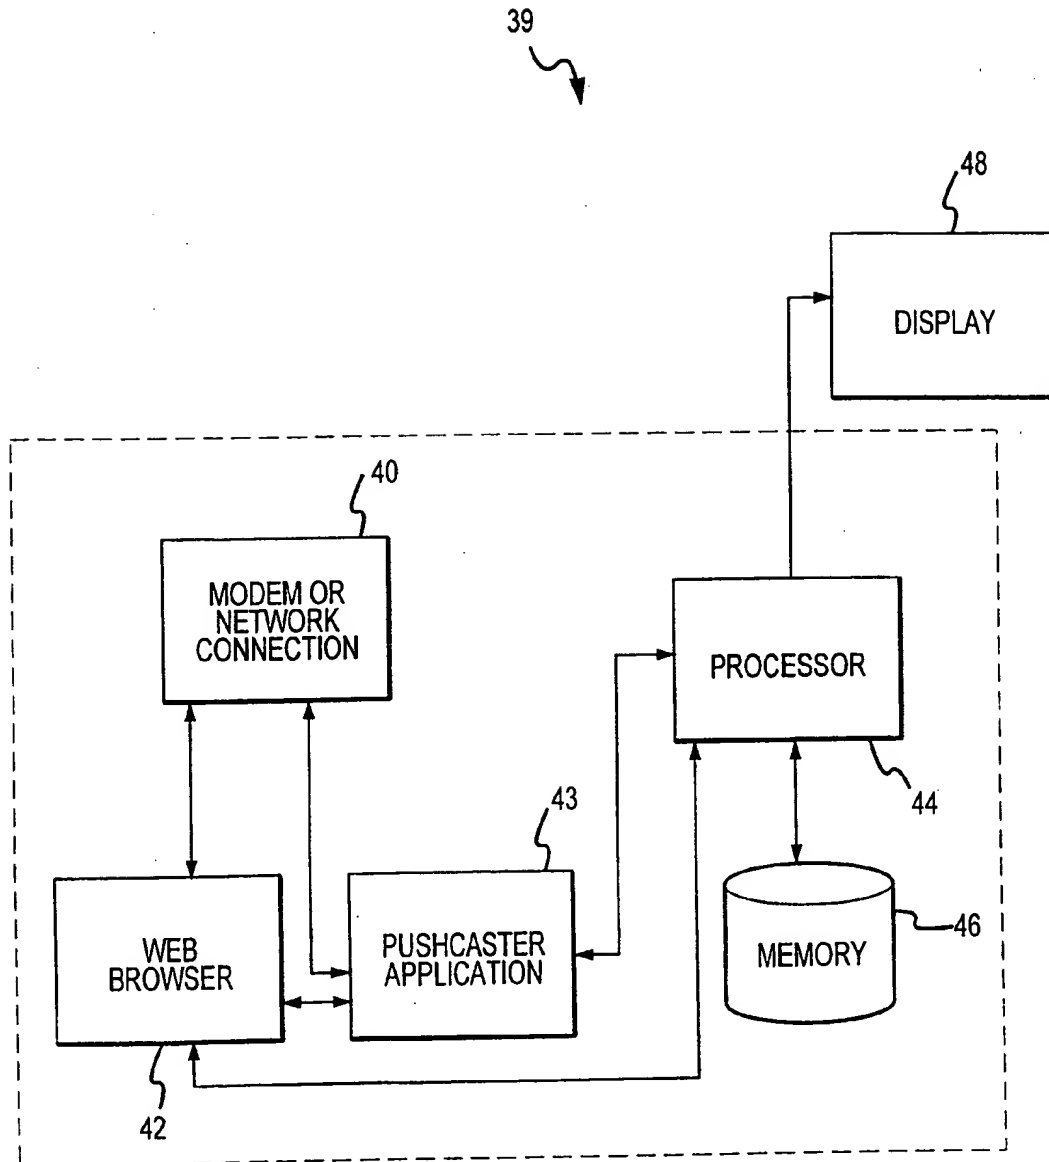 39
48
DISPLAY
40
MODEM OR
NETWORK
CONNECTION
PROCESSOR
44
43
WEB
BROWSER
PUSHCASTER
APPLICATION
MEMORY
46
42